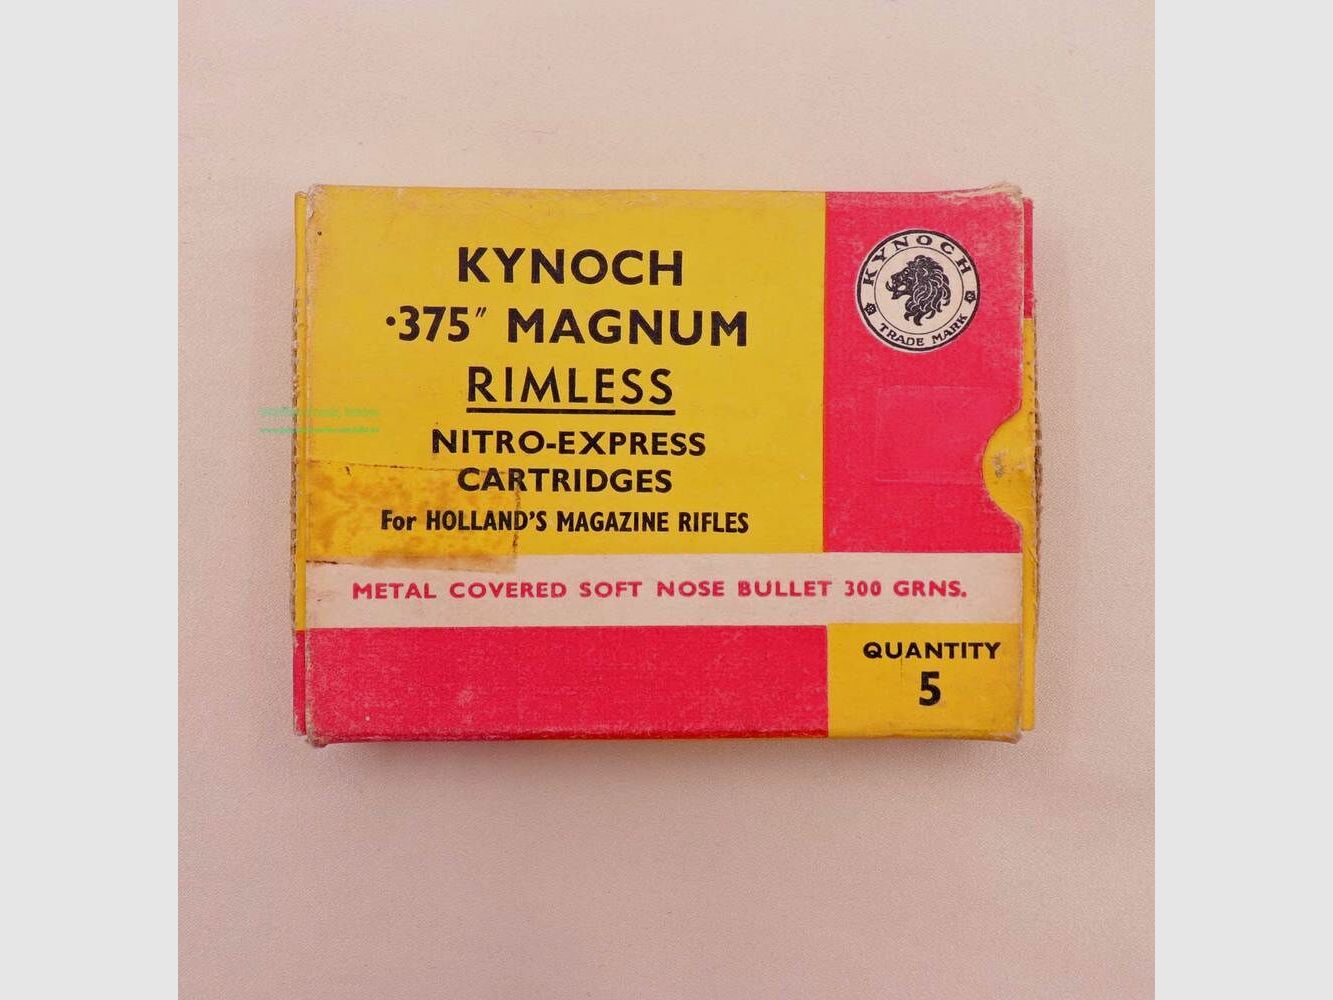 KYNOCH
·375″ MAGNUM
RIMLESS
NITRO-EXPRESS
CARTRIDGES
For HOLLAND'S MAGAZINE RIFLES
KYNOCH
TRADE MARK
METAL COVERED SOFT NOSE BULLET 300 GRNS.
QUANTITY
5